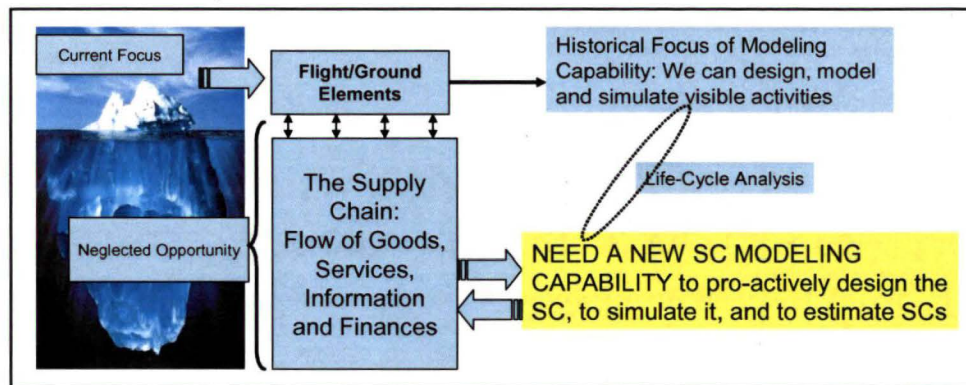 Current Focus
Flight/Ground
Elements
Historical Focus of Modeling
Capability: We can design, model
and simulate visible activities
Life-Cycle Analysis
Neglected Opportunity
The Supply
Chain:
Flow of Goods,
Services,
Information
and Finances
NEED A NEW SC MODELING
CAPABILITY to pro-actively design the
SC, to simulate it, and to estimate SCs